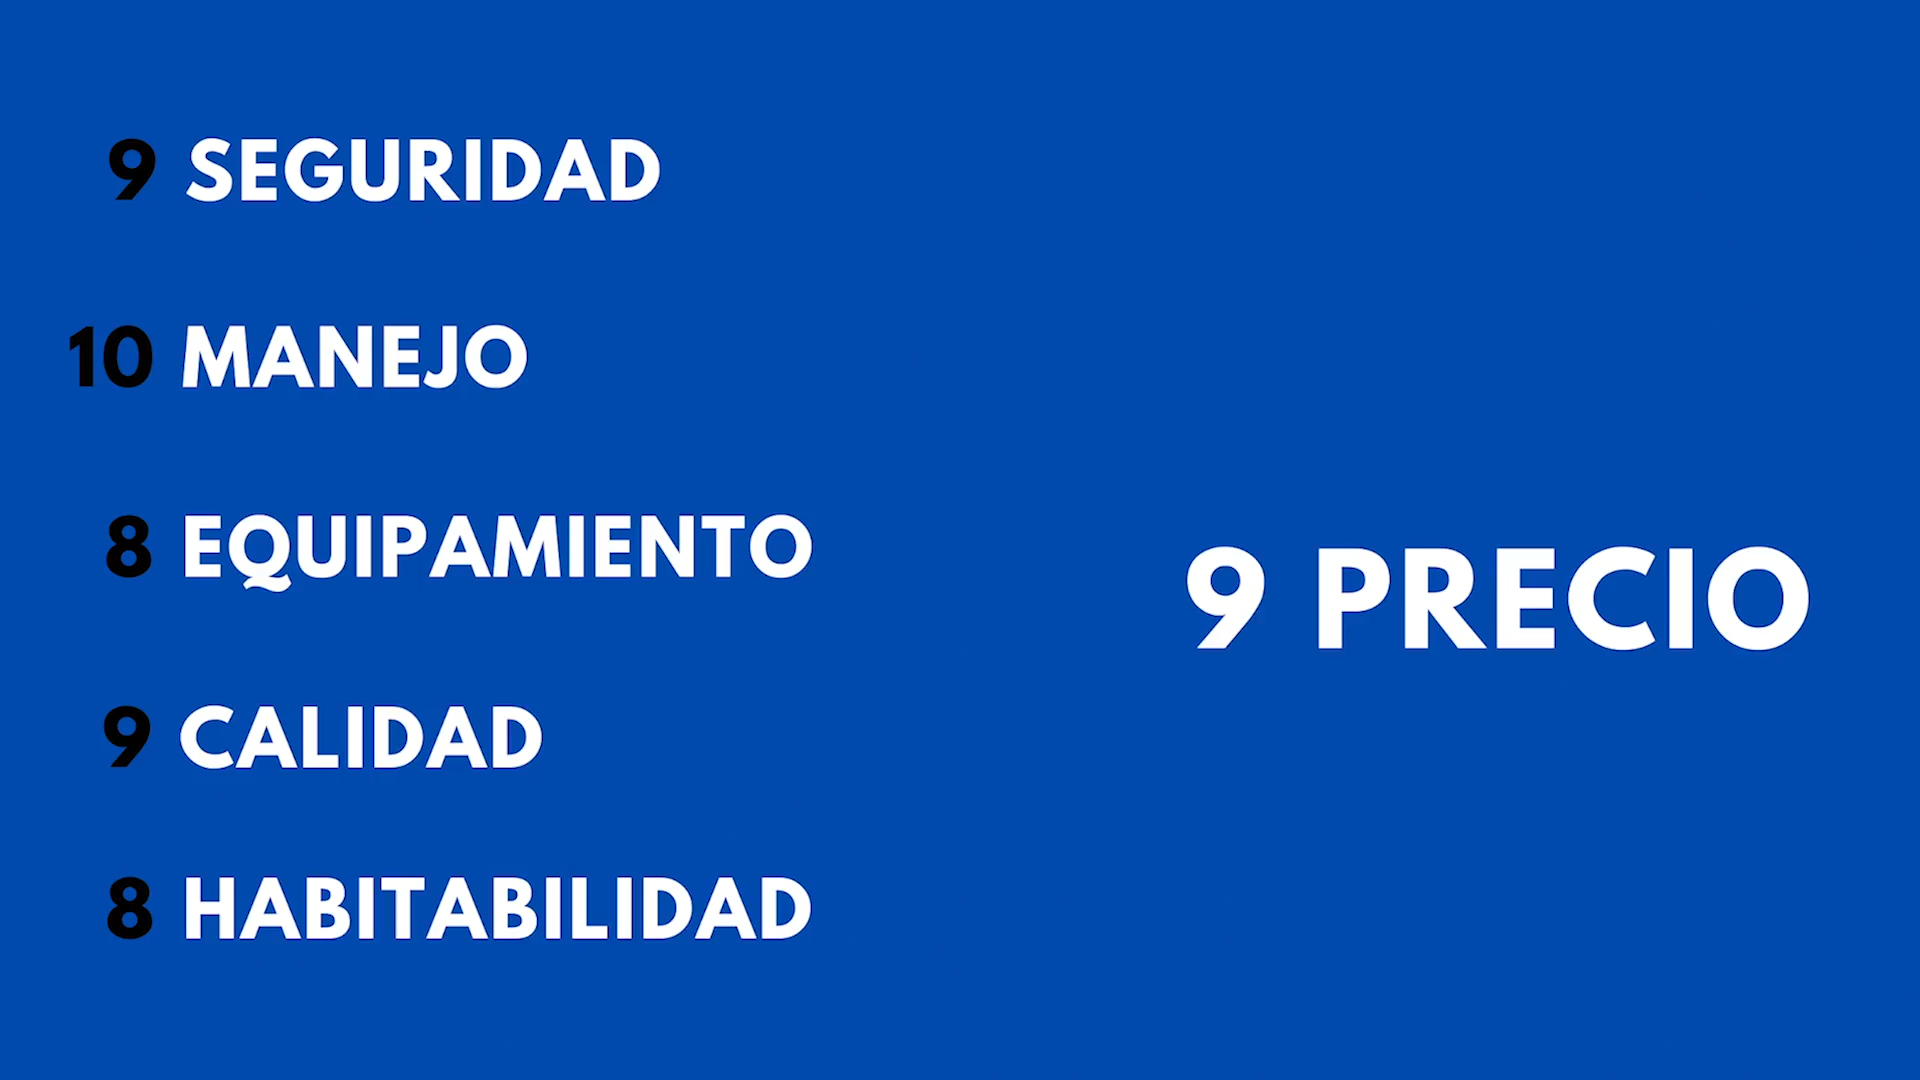 9 SEGURIDAD
10 MANEJO
8 EQUIPAMIENTO
9 CALIDAD
8 HABITABILIDAD
9 PRECIO